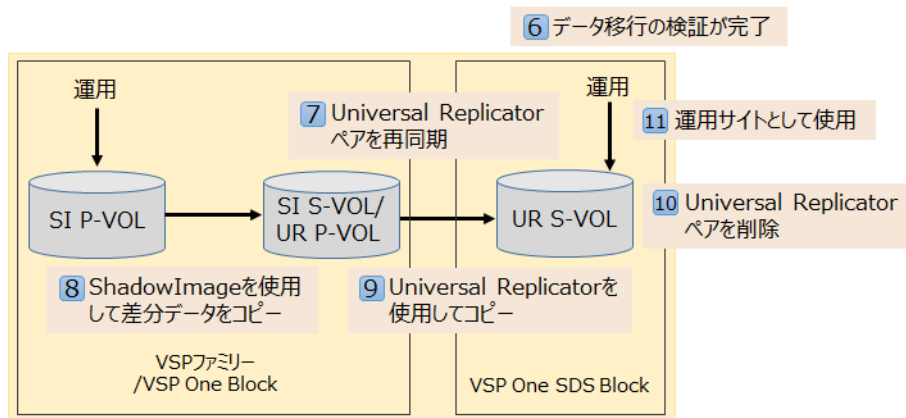 6 データ移行の検証が完了
運用
7 Universal Replicator
ペアを再同期
運用
11 運用サイトとして使用
SI P-VOL
SI S-VOL/
UR P-VOL
UR S-VOL
10 Universal Replicator
ペアを削除
8 ShadowImageを使用
して差分データをコピー
9 Universal Replicatorを
使用してコピー
VSPファミリー
/VSP One Block
VSP One SDS Block